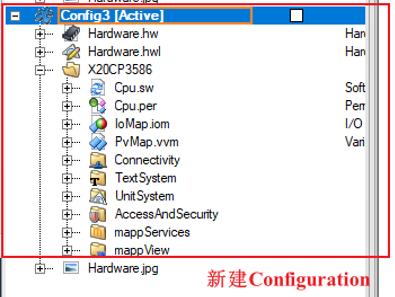 Hardware.jpg
Config3 [Active]
Hardware.hw Har
Hardware.hwl Har
X20CP3586
Cpu.sw Soft
Cpu.per Per
IoMap.iom I/O
PvMap.vvm Vari
Connectivity
TextSystem
UnitSystem
AccessAndSecurity
mappServices
mappView
Hardware.jpg
新建Configuration